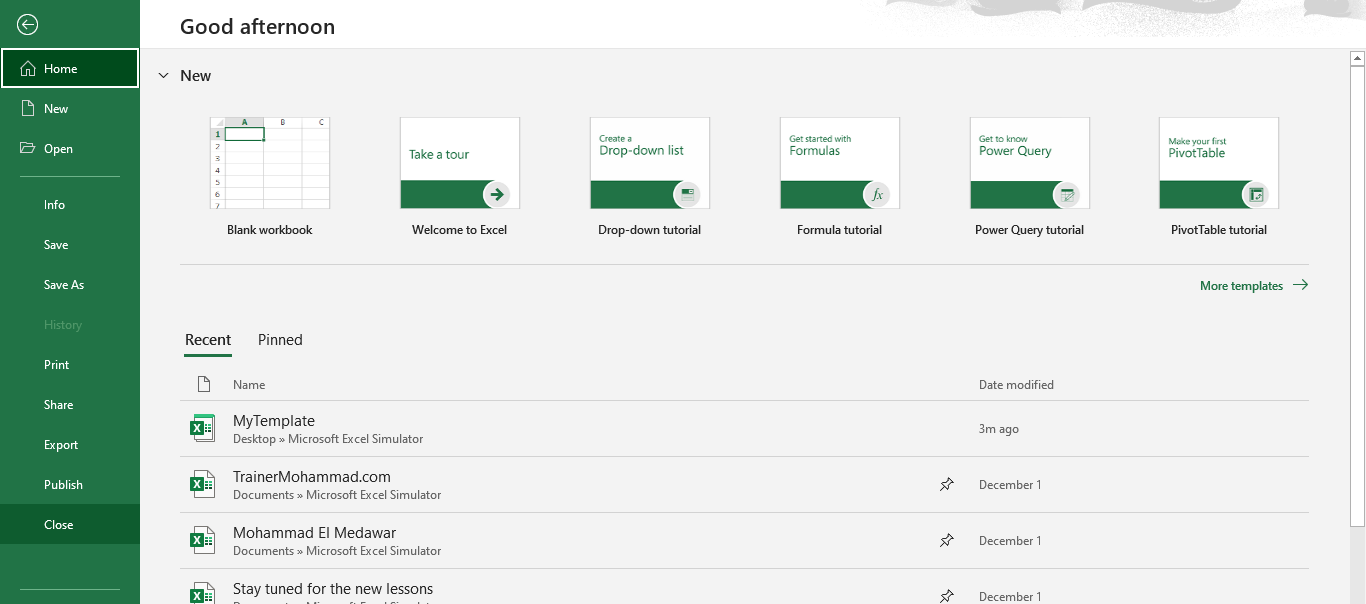 Good afternoon
Home
New
Open
Info
Save
Save As
History
Print
Share
Export
Publish
Close
New
A B C
1
2
3
4
5
6
7
Blank workbook
Take a tour
Welcome to Excel
Create a
Drop-down list
Drop-down tutorial
Get started with
Formulas
fx
Formula tutorial
Get to know
Power Query
Power Query tutorial
Make your first
PivotTable
PivotTable tutorial
More templates
Recent Pinned
Name Date modified
MyTemplate
Desktop » Microsoft Excel Simulator
3m ago
TrainerMohammad.com
Documents » Microsoft Excel Simulator
December 1
Mohammad El Medawar
Documents » Microsoft Excel Simulator
December 1
Stay tuned for the new lessons
Documents » Microsoft Excel Simulator
December 1